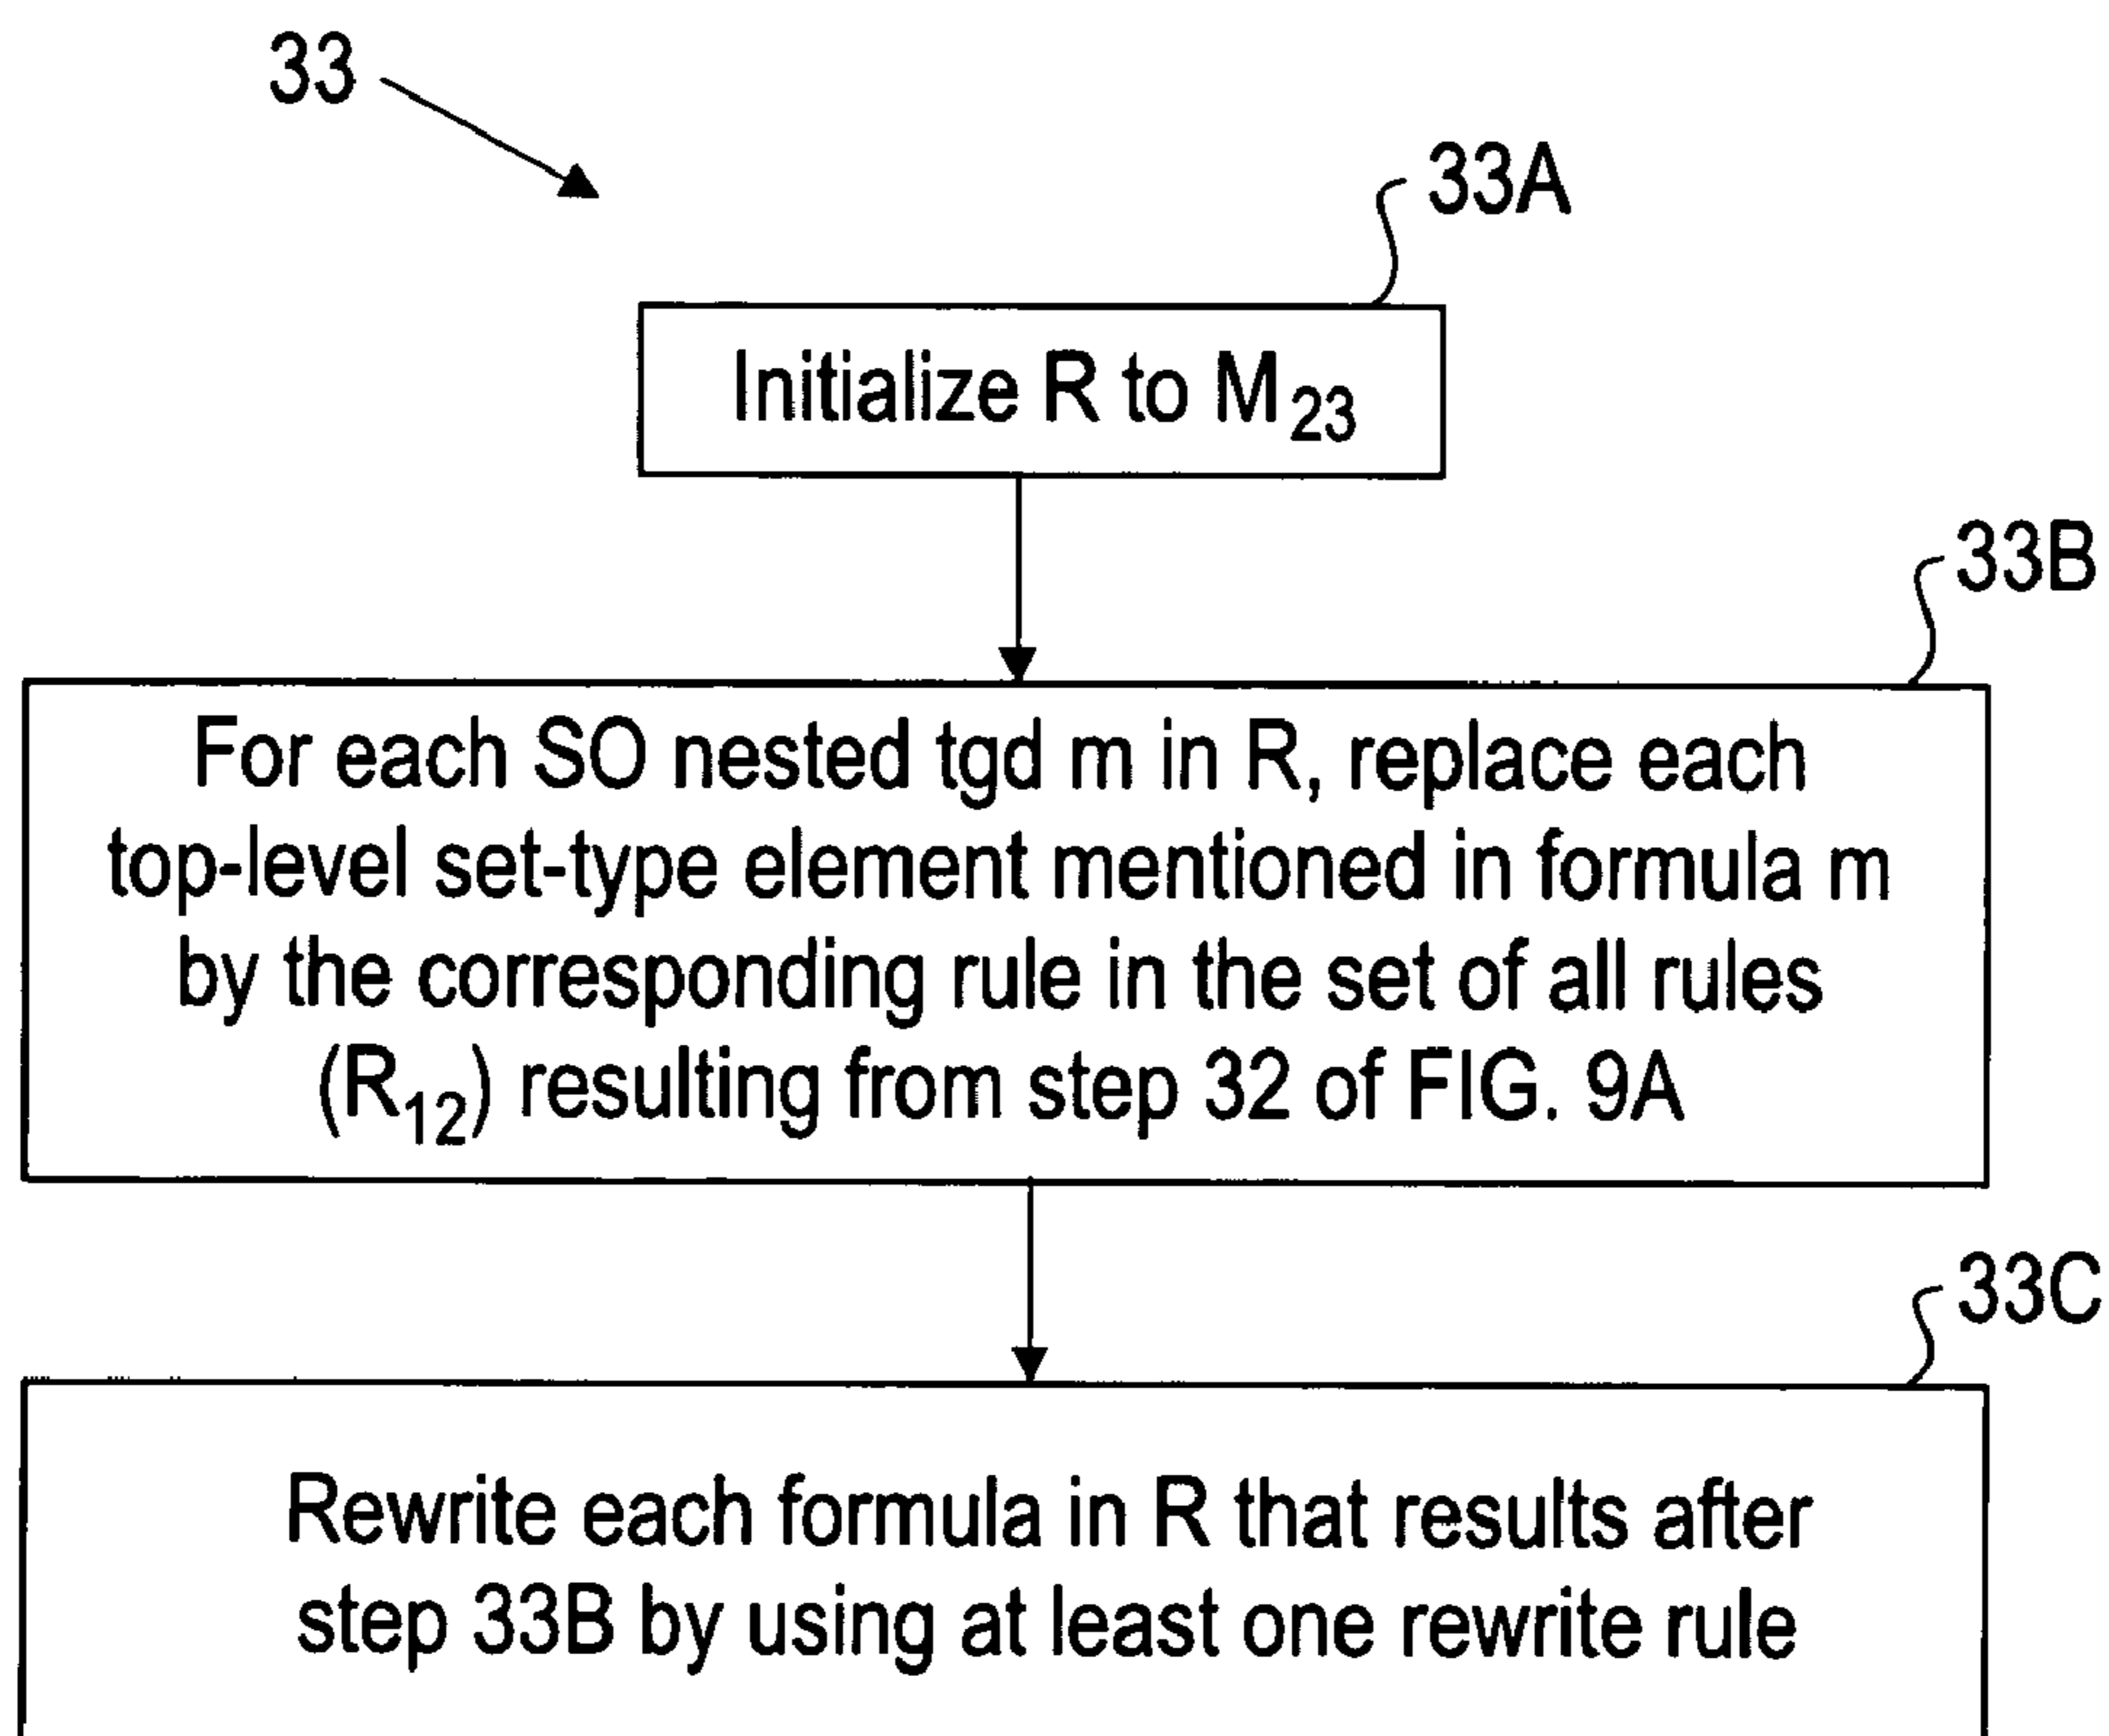 33
33A
Initialize R to M23
33B
For each SO nested tgd m in R, replace each
top-level set-type element mentioned in formula m
by the corresponding rule in the set of all rules
(R12) resulting from step 32 of FIG. 9A
33C
Rewrite each formula in R that results after
step 33B by using at least one rewrite rule